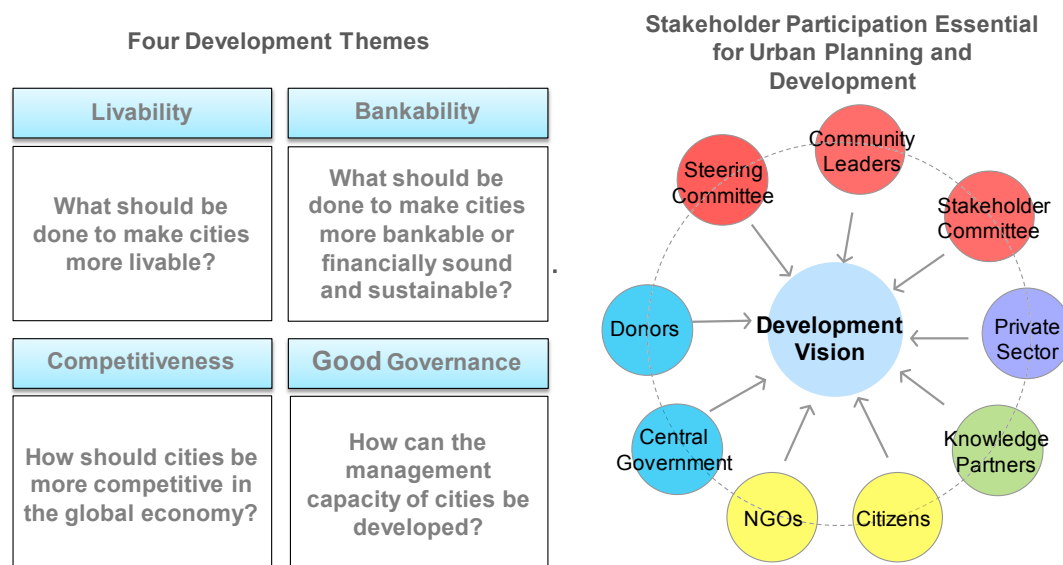 Four Development Themes
Livability
Bankability
What should be
done to make cities
more livable?
What should be
done to make cities
more bankable or
financially sound
and sustainable?
.
Competitiveness
Good Governance
How should cities be
more competitive in
the global economy?
How can the
management
capacity of cities be
developed?
Stakeholder Participation Essential
for Urban Planning and
Development
Community
Leaders
Steering
Committee
Stakeholder
Committee
Donors
Development
Vision
Private
Sector
Central
Government
Knowledge
Partners
NGOs
Citizens